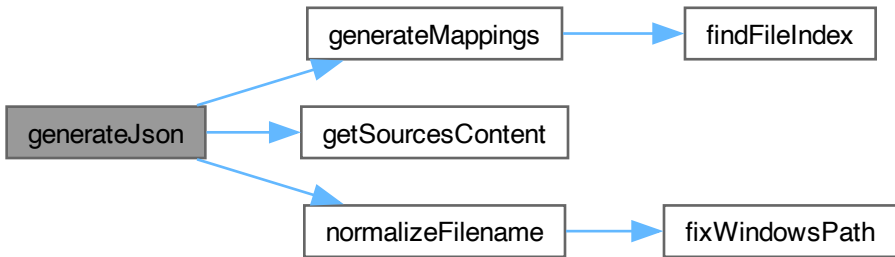 generateMappings
findFileIndex
generateJson
getSourcesContent
normalizeFilename
fixWindowsPath